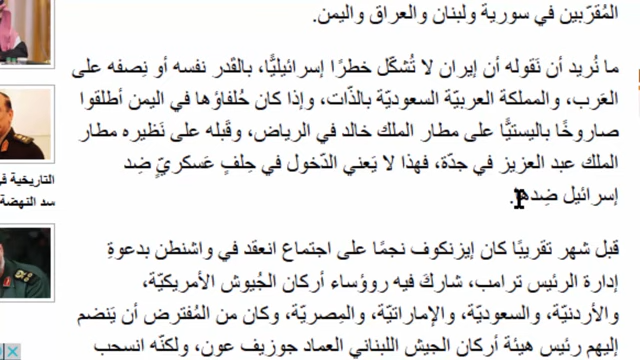 المُقرّبين في سورية ولبنان والعراق واليمن.
ما نُريد أن نَقوله أن إيران لا تُشكّل خطرًا إسرائيليًّا، بالقَدر نفسه أو نِصفه على
العَرب، والمملكة العربيّة السعوديّة بالذّات، وإذا كان حُلفاؤها في اليمن أطلقوا
صاروخًا باليستيًّا على مطار الملك خالد في الرياض، وقَبله على نَظيره مطار
الملك عبد العزيز في جدّة، فهذا لا يَعني الدّخول في حِلفٍ عَسكريّ ضِد
إسرائيل ضِدها.
قبل شهر تقريبًا كان إيزنكوف نجمًا على اجتماع انعقد في واشنطن بدعوةِ
إدارة الرئيس ترامب، شاركَ فيه روؤساء أركان الجُيوش الأمريكيّة،
والأردنيّة، والسعوديّة، والإماراتيّة، والمِصريّة، وكان من المُفترض أن يَنضم
إليهم رئيس هيئة أركان الجيش اللبناني العماد جوزيف عون، ولكنّه انسحب
التاريخية في
سد النهضة